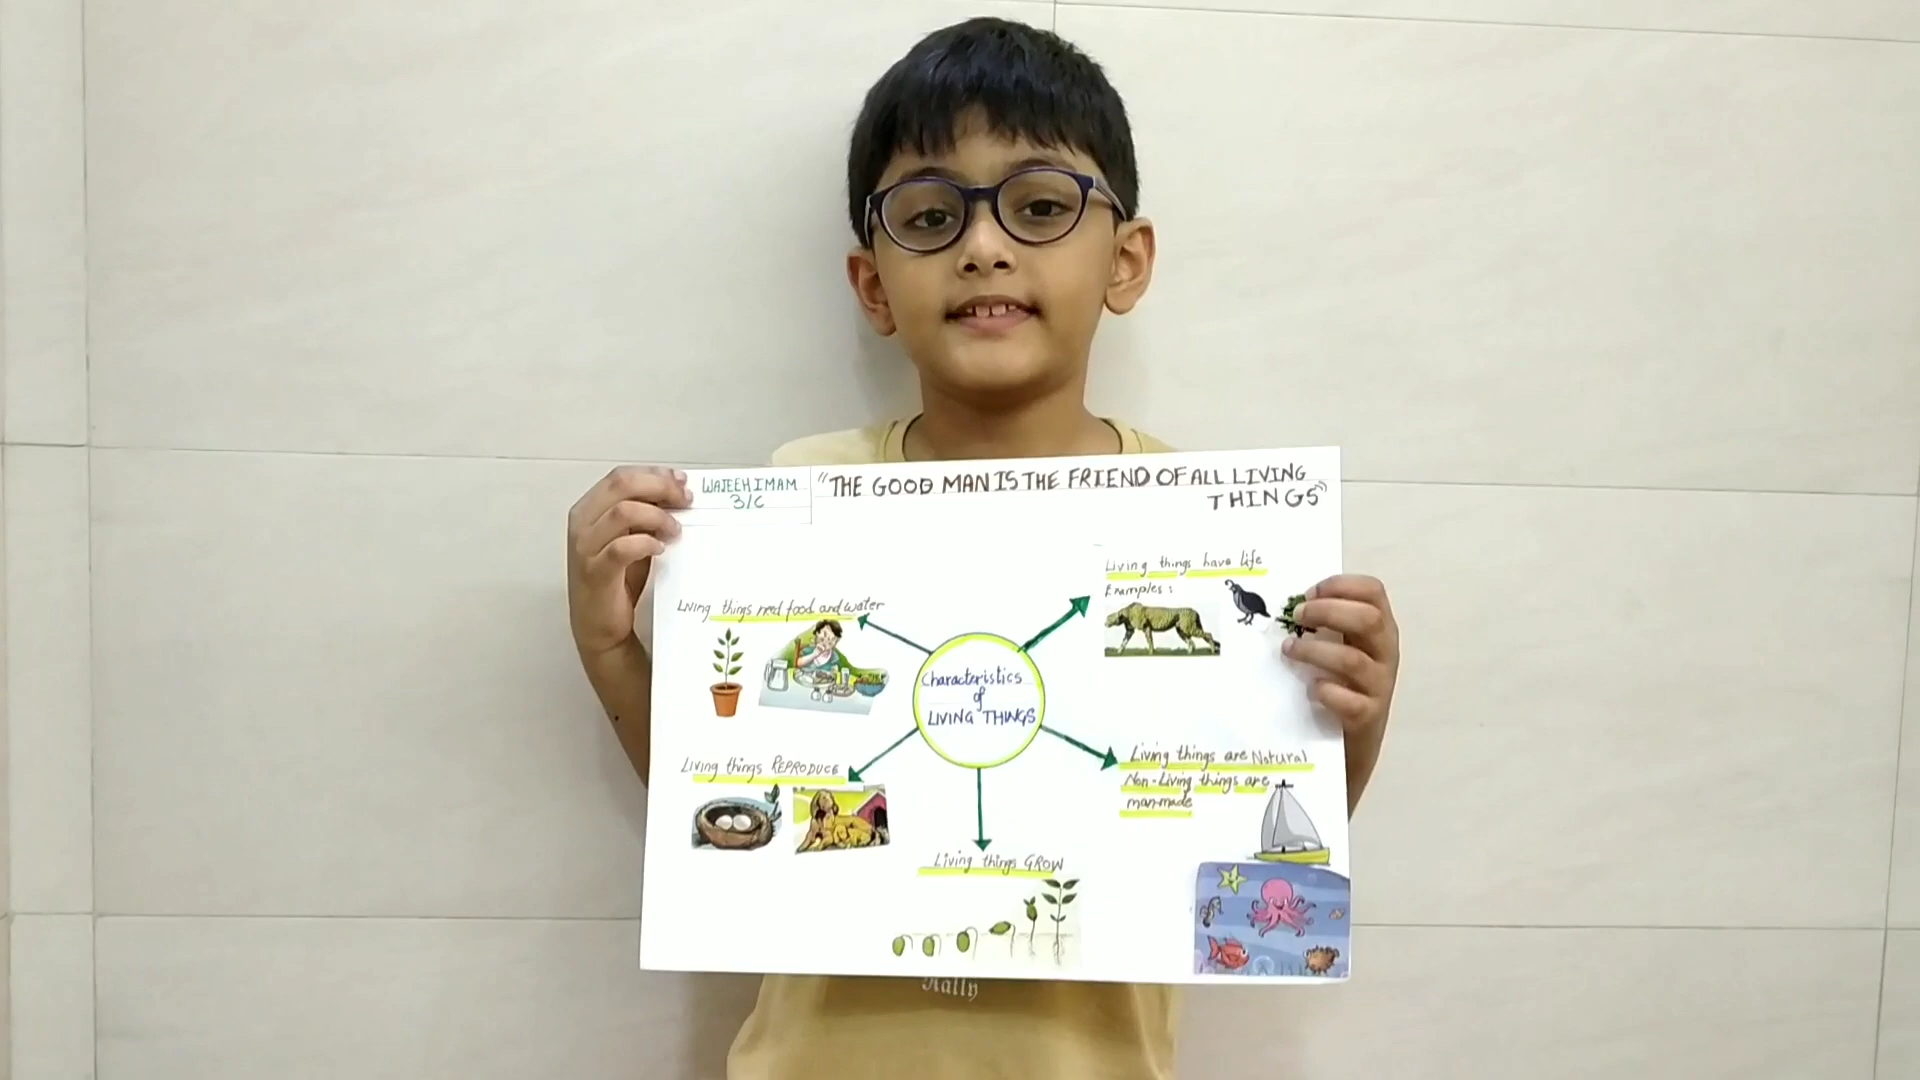 WAJEEH IMAM
3/C
"THE GOOD MAN IS THE FRIEND OF ALL LIVING
THINGS"
Living things have life
Examples:
Living things need food and water
Characteristics
of
LIVING THINGS
Living things are Natural
Non-Living things are
man-made
Living things REPRODUCE
Living things GROW
Rally